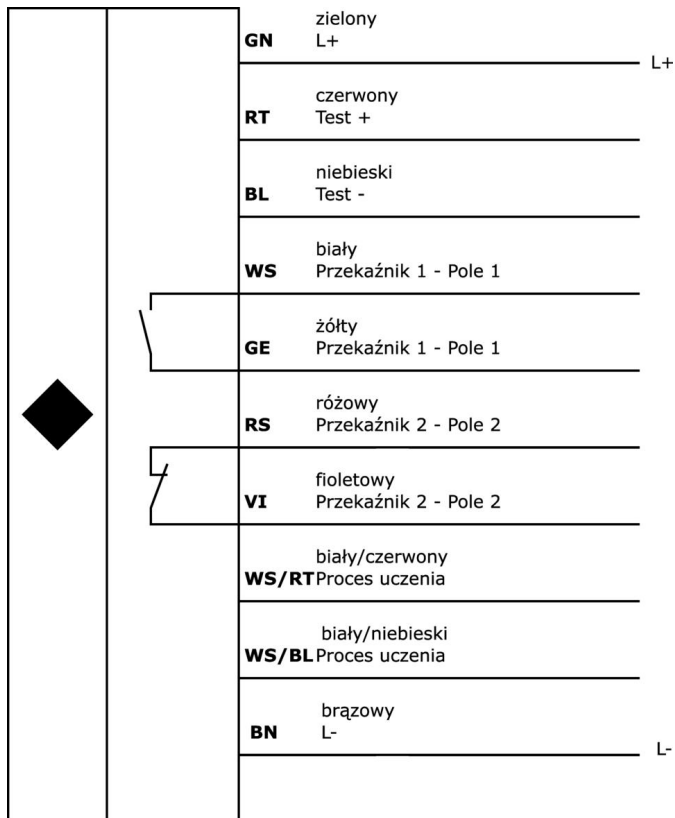 zielony
GN L+
L+
czerwony
RT Test +
niebieski
BL Test -
biały
WS Przekaźnik 1 - Pole 1
żółty
GE Przekaźnik 1 - Pole 1
różowy
RS Przekaźnik 2 - Pole 2
fioletowy
VI Przekaźnik 2 - Pole 2
biały/czerwony
WS/RT Proces uczenia
biały/niebieski
WS/BL Proces uczenia
brązowy
BN L-
L-